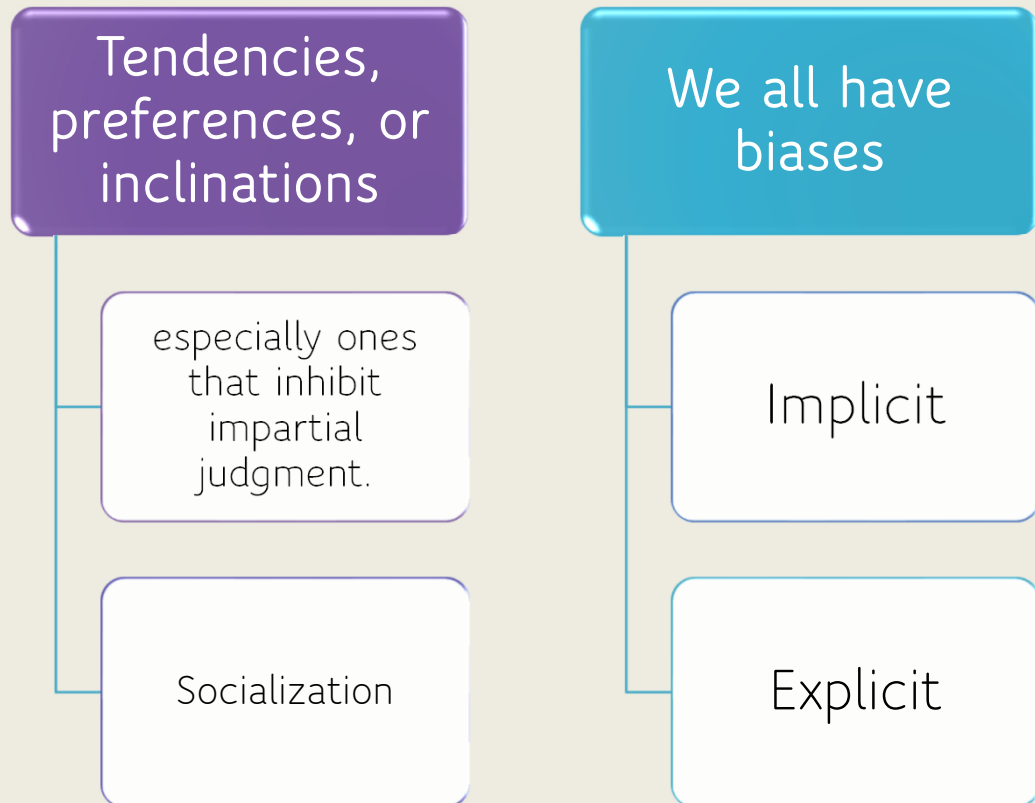 Tendencies,
preferences, or
inclinations
especially ones
that inhibit
impartial
judgment.
Socialization
We all have
biases
Implicit
Explicit